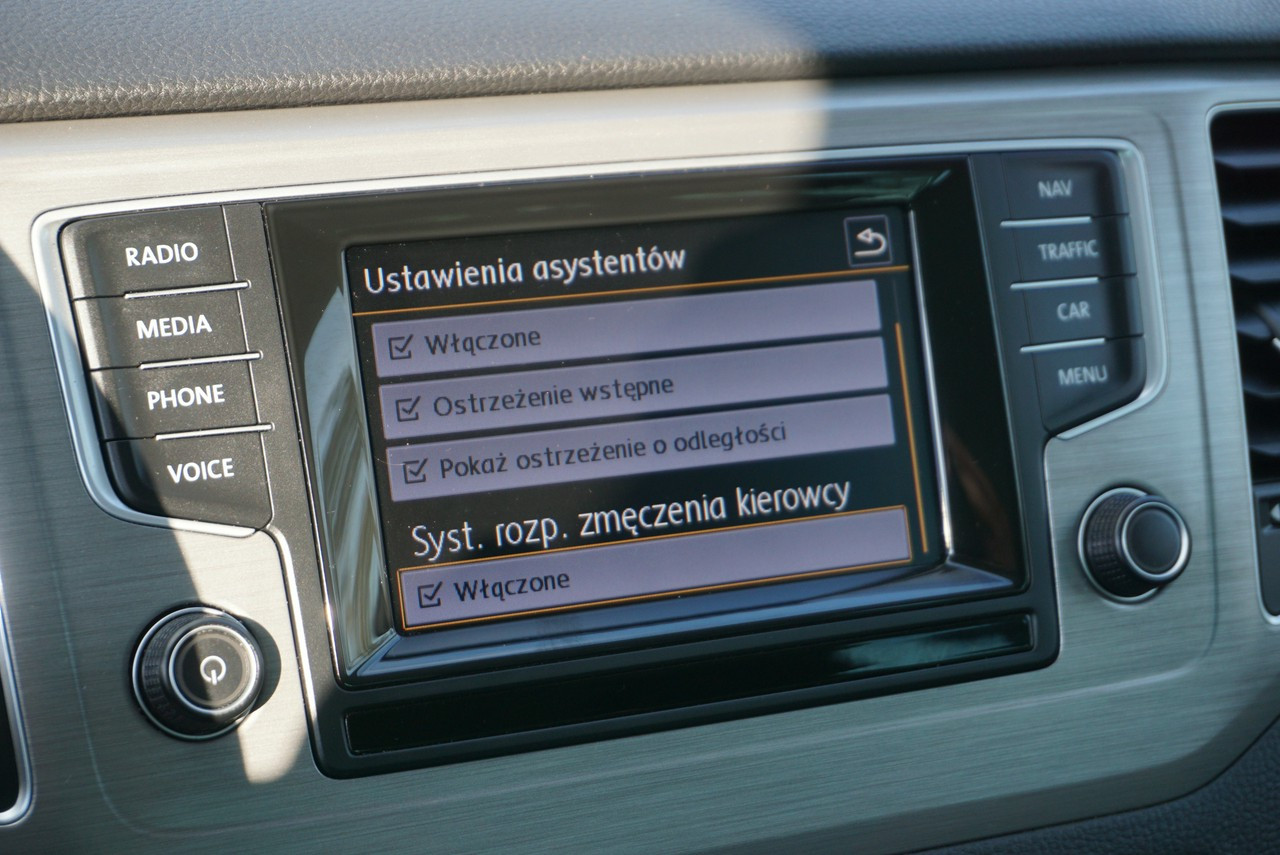 RADIO
MEDIA
PHONE
VOICE
Ustawienia asystentów
Włączone
Ostrzeżenie wstępne
Pokaż ostrzeżenie o odległości
Syst. rozp. zmęczenia kierowcy
Włączone
NAV
TRAFFIC
CAR
MENU